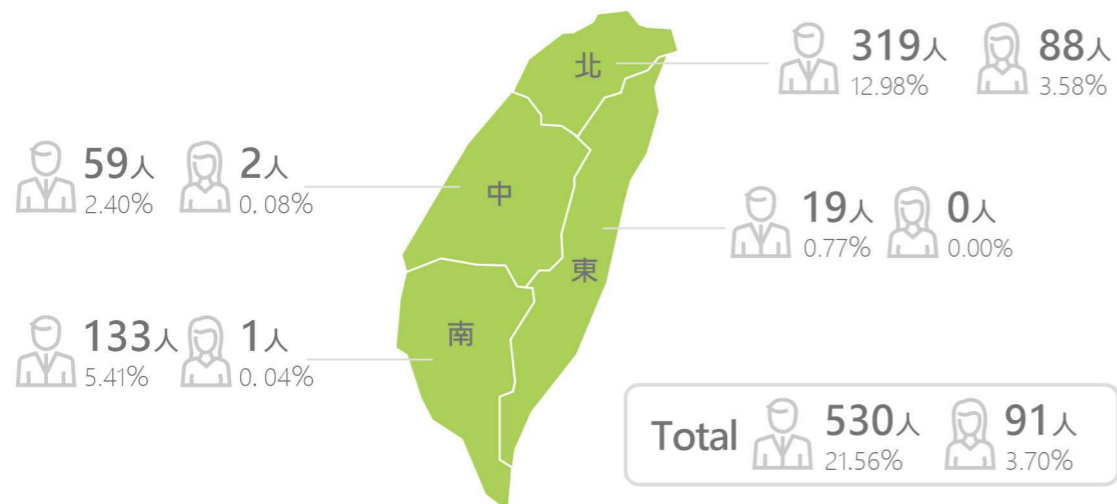 北
319人 88人
12.98% 3.58%
59人 2人
2.40% 0.08%
中
19人 0人
0.77% 0.00%
東
133人 1人
5.41% 0.04%
南
Total 530人 91人
21.56% 3.70%